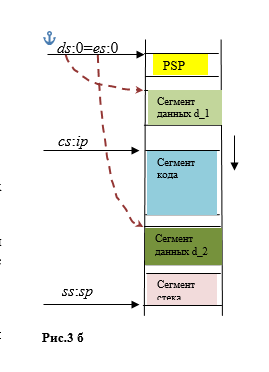 ds:0=es:0
PSP
Сегмент
данных d_1
cs:ip
Сегмент
кода
Сегмент
данных d_2
ss:sp
Сегмент
стека
Рис.3 б